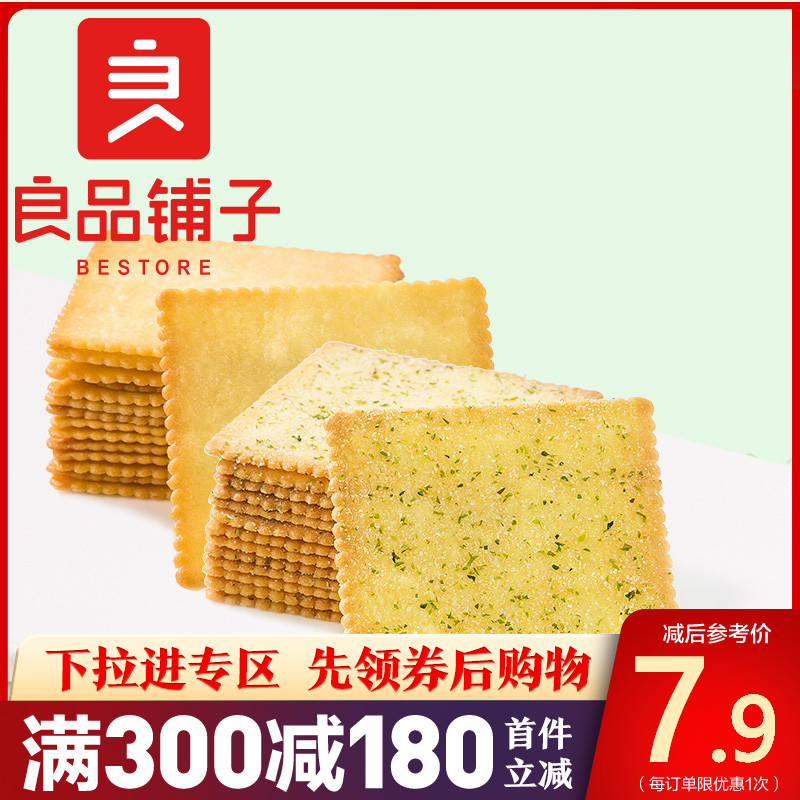 良品铺子
BESTORE
下拉进专区 先领券后购物
满300减180
首件
立减
减后参考价
7.9
(每订单限优惠1次)